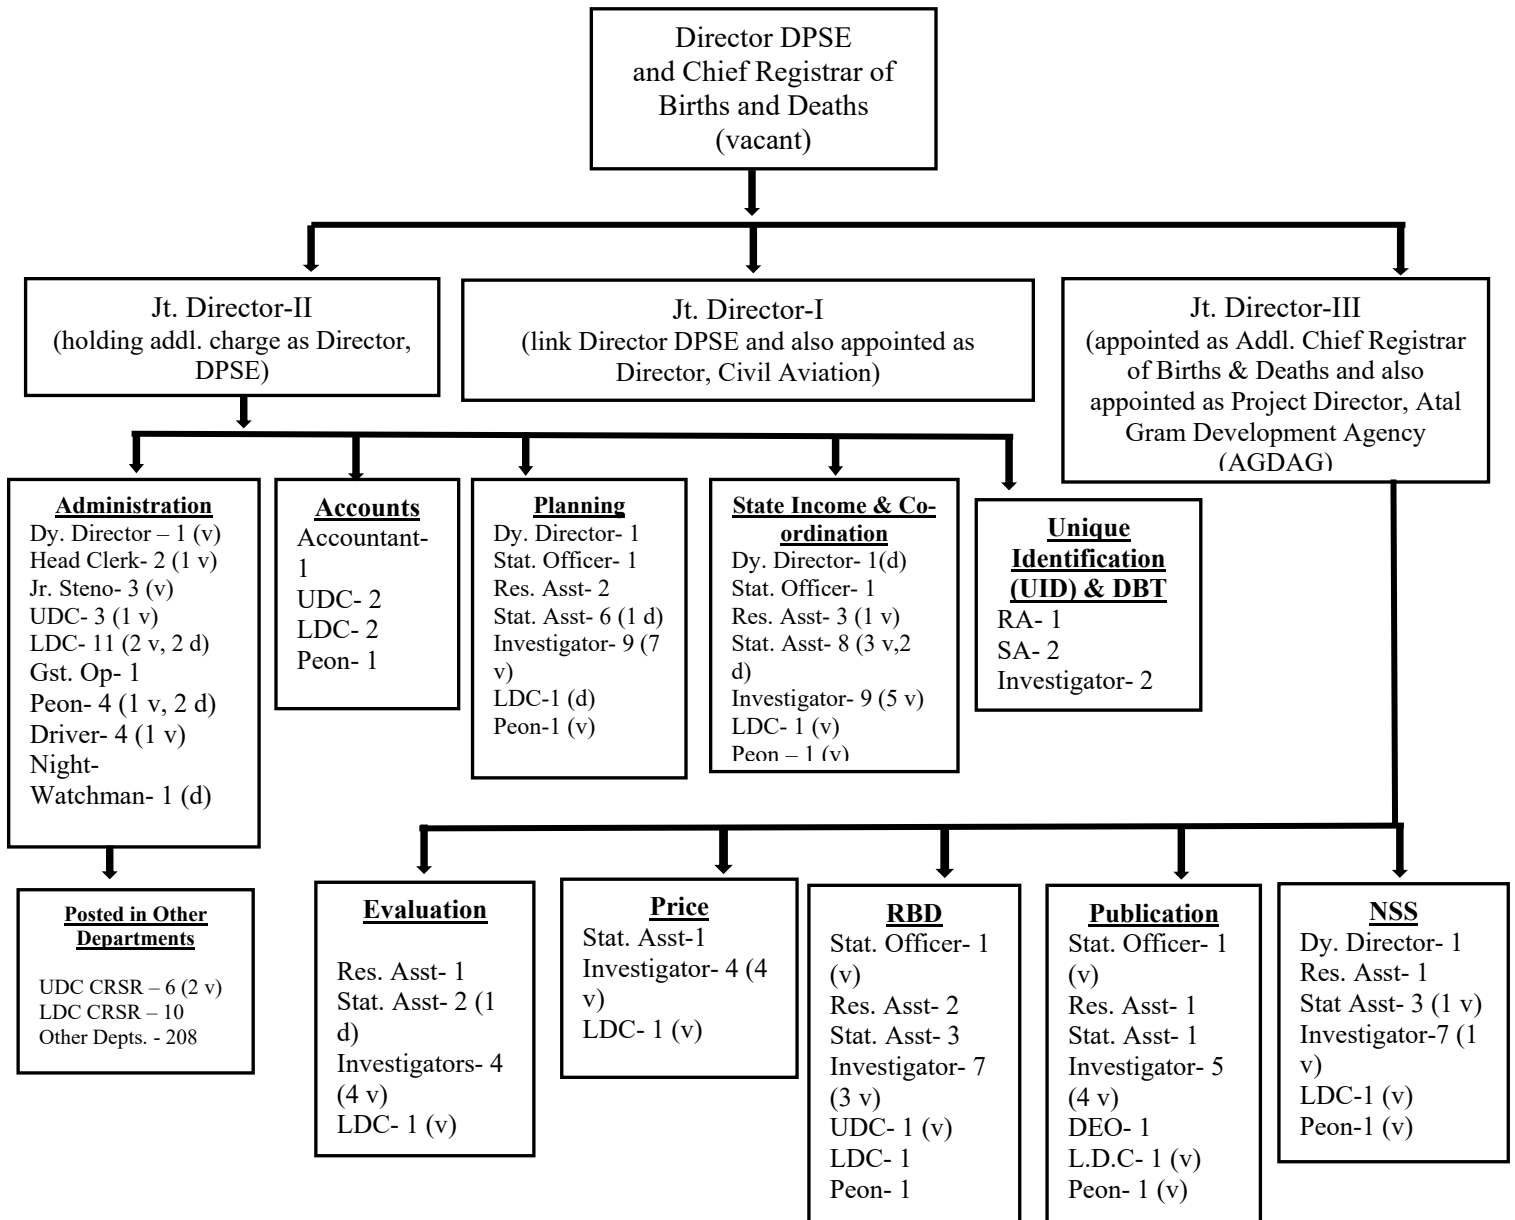 Director DPSE
and Chief Registrar of
Births and Deaths
(vacant)
Jt. Director-II
(holding addl. charge as Director,
DPSE)
Jt. Director-I
(link Director DPSE and also appointed as
Director, Civil Aviation)
Jt. Director-III
(appointed as Addl. Chief Registrar
of Births & Deaths and also
appointed as Project Director, Atal
Gram Development Agency
(AGDAG)
Administration
Dy. Director – 1 (v)
Head Clerk- 2 (1 v)
Jr. Steno- 3 (v)
UDC- 3 (1 v)
LDC- 11 (2 v, 2 d)
Gst. Op- 1
Peon- 4 (1 v, 2 d)
Driver- 4 (1 v)
Night-
Watchman- 1 (d)
Accounts
Accountant-
1
UDC- 2
LDC- 2
Peon- 1
Planning
Dy. Director- 1
Stat. Officer- 1
Res. Asst- 2
Stat. Asst- 6 (1 d)
Investigator- 9 (7
v)
LDC-1 (d)
Peon-1 (v)
State Income & Co-
ordination
Dy. Director- 1(d)
Stat. Officer- 1
Res. Asst- 3 (1 v)
Stat. Asst- 8 (3 v,2
d)
Investigator- 9 (5 v)
LDC- 1 (v)
Peon – 1 (v)
Unique
Identification
(UID) & DBT
RA- 1
SA- 2
Investigator- 2
Posted in Other
Departments
UDC CRSR – 6 (2 v)
LDC CRSR – 10
Other Depts. - 208
Evaluation
Res. Asst- 1
Stat. Asst- 2 (1
d)
Investigators- 4
(4 v)
LDC- 1 (v)
Price
Stat. Asst-1
Investigator- 4 (4
v)
LDC- 1 (v)
RBD
Stat. Officer- 1
(v)
Res. Asst- 2
Stat. Asst- 3
Investigator- 7
(3 v)
UDC- 1 (v)
LDC- 1
Peon- 1
Publication
Stat. Officer- 1
(v)
Res. Asst- 1
Stat. Asst- 1
Investigator- 5
(4 v)
DEO- 1
L.D.C- 1 (v)
Peon- 1 (v)
NSS
Dy. Director- 1
Res. Asst- 1
Stat Asst- 3 (1 v)
Investigator-7 (1
v)
LDC-1 (v)
Peon-1 (v)